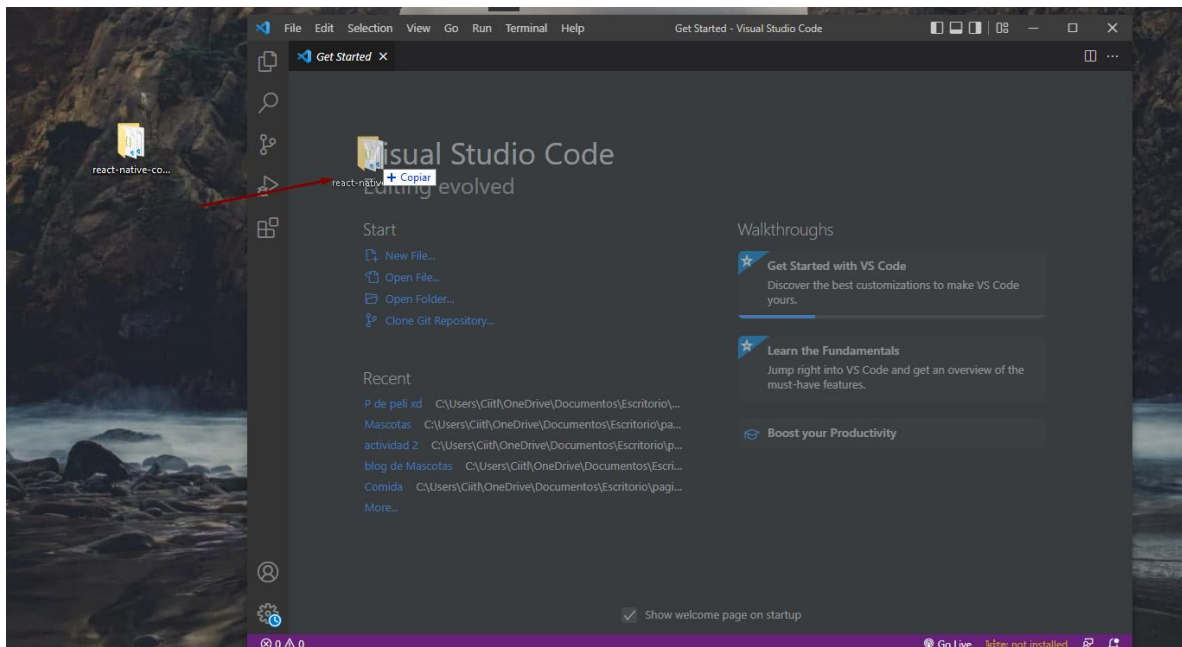 File Edit Selection View Go Run Terminal Help
Get Started - Visual Studio Code
Get Started
react-native-co...
Visual Studio Code
react-nativ
+ Copiar
Editing evolved
Start
New File...
Open File...
Open Folder...
Clone Git Repository...
Recent
P de peli xd C:\Users\Ciitl\OneDrive\Documentos\Escritorio\...
Mascotas C:\Users\Ciitl\OneDrive\Documentos\Escritorio\pa...
actividad 2 C:\Users\Ciitl\OneDrive\Documentos\Escritorio\p...
blog de Mascotas C:\Users\Ciitl\OneDrive\Documentos\Escri...
Comida C:\Users\Ciitl\OneDrive\Documentos\Escritorio\pagi...
More...
Walkthroughs
Get Started with VS Code
Discover the best customizations to make VS Code
yours.
Learn the Fundamentals
Jump right into VS Code and get an overview of the
must-have features.
Boost your Productivity
Show welcome page on startup
0 0
Go Live
not installed